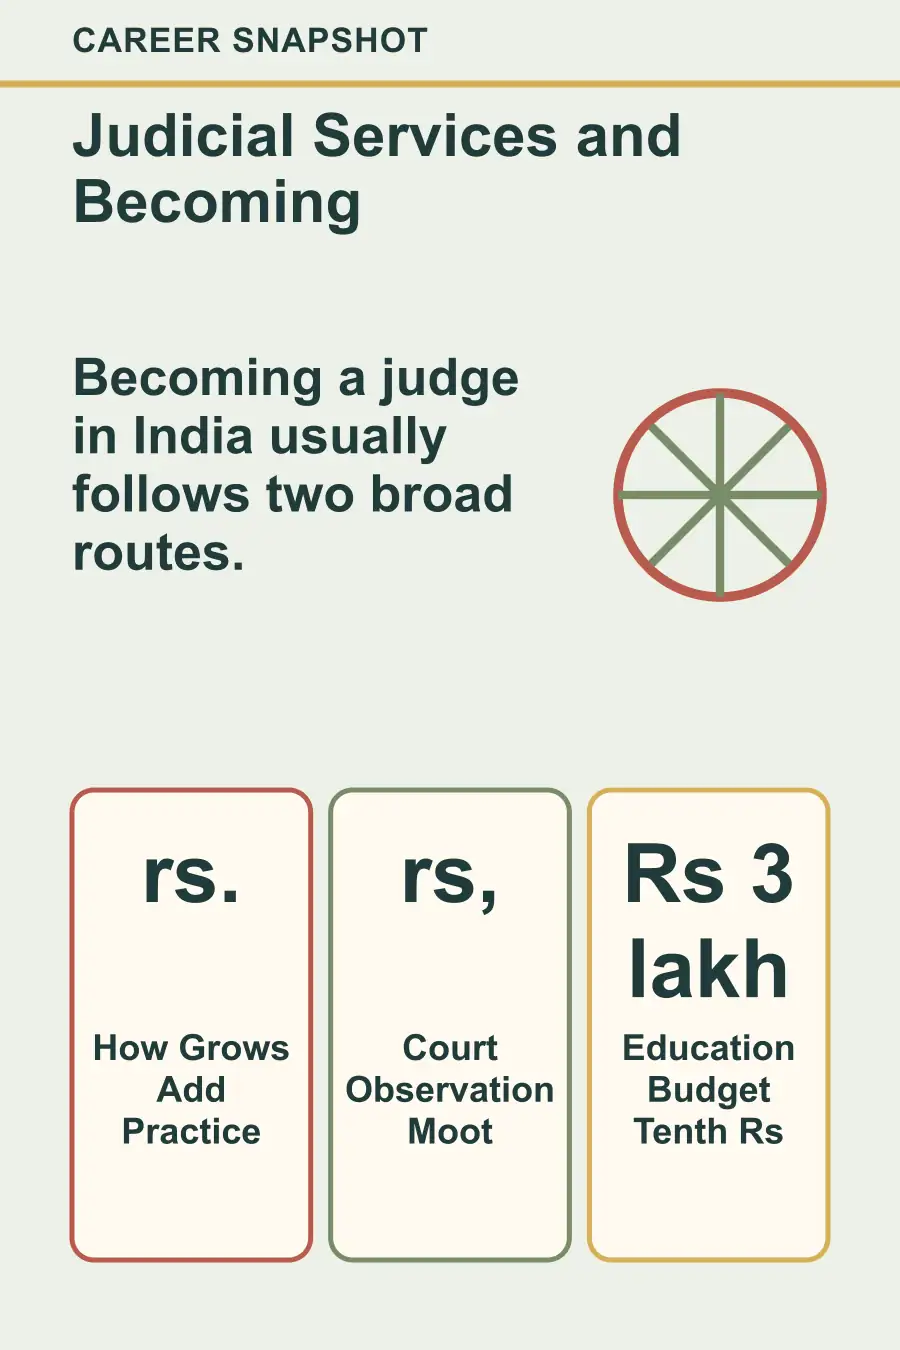 CAREER SNAPSHOT
Judicial Services and
Becoming
Becoming a judge
in India usually
follows two broad
routes.
rs.
How Grows
Add
Practice
rs,
Court
Observation
Moot
Rs 3
lakh
Education
Budget
Tenth Rs